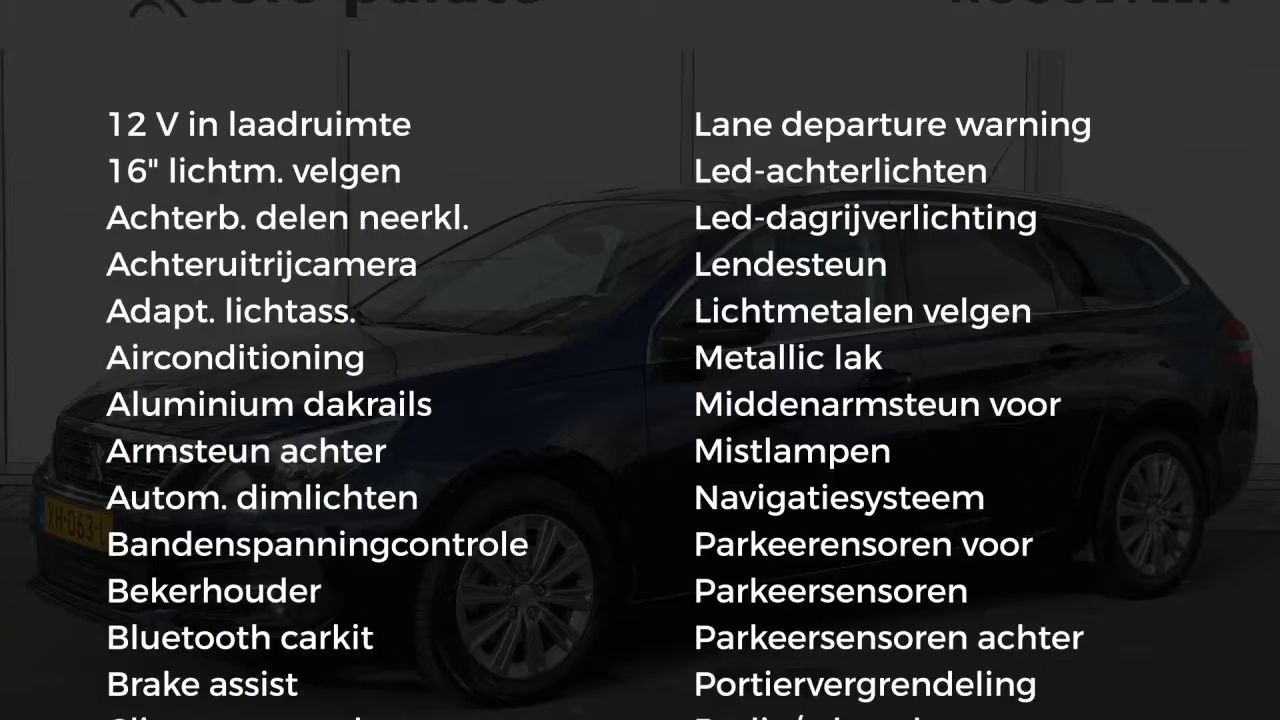 12 V in laadruimte
16" lichtm. velgen
Achterb. delen neerkl.
Achteruitrijcamera
Adapt. lichtass.
Airconditioning
Aluminium dakrails
Armsteun achter
Autom. dimlichten
Bandenspanningcontrole
Bekerhouder
Bluetooth carkit
Brake assist
Lane departure warning
Led-achterlichten
Led-dagrijverlichting
Lendesteun
Lichtmetalen velgen
Metallic lak
Middenarmsteun voor
Mistlampen
Navigatiesysteem
Parkeerensoren voor
Parkeersensoren
Parkeersensoren achter
Portiervergrendeling
XH-063-